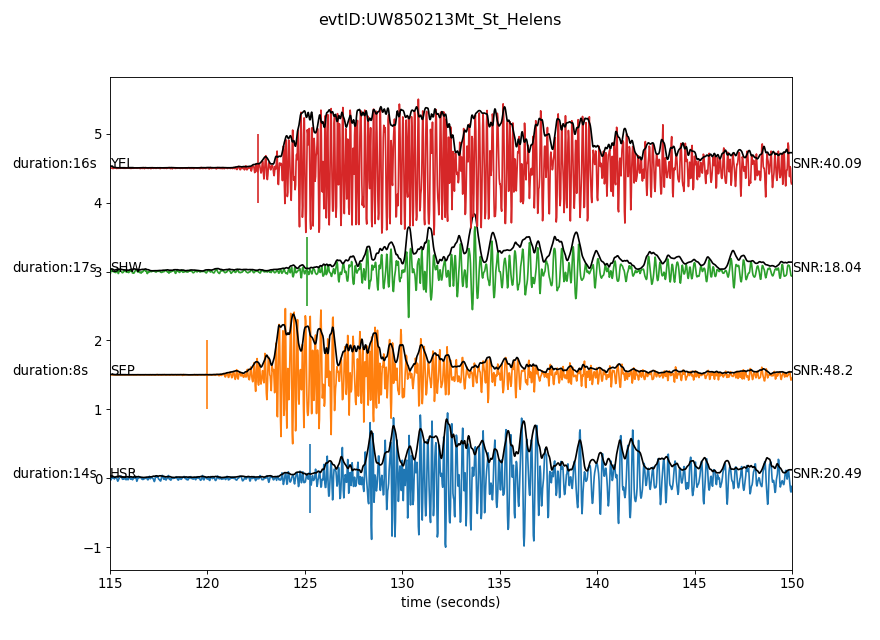 evtID:UW850213Mt_St_Helens
5
duration:16s YEL SNR:40.09
4
duration:17s SHW SNR:18.04
3
2
duration:8s SEP SNR:48.2
1
duration:14s HSR SNR:20.49
0
−1
115 120 125 130 135 140 145 150
time (seconds)